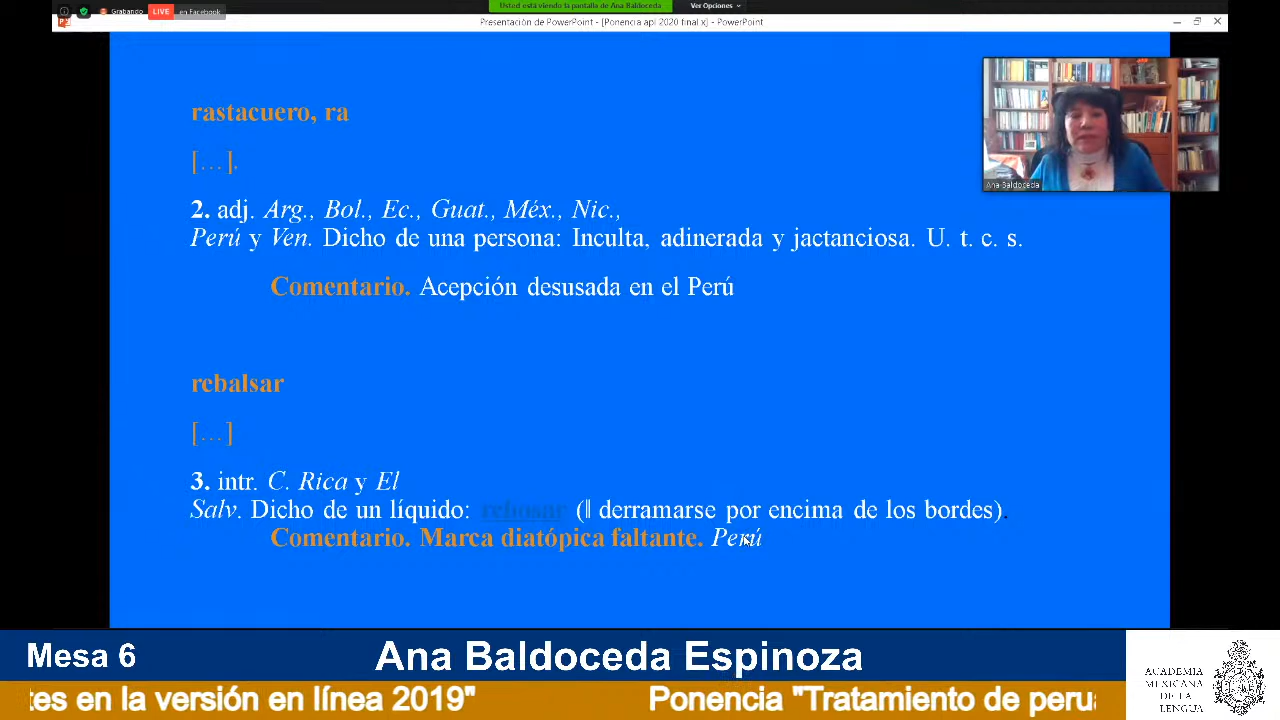 Grabando
LIVE
en Facebook
Usted está viendo la pantalla de Ana Baldoceda
Ver Opciones
Presentación de PowerPoint - [Ponencia apl 2020 final x] - PowerPoint
rastacuero, ra
[…].
2. adj. Arg., Bol., Ec., Guat., Méx., Nic.,
Perú y Ven. Dicho de una persona: Inculta, adinerada y jactanciosa. U. t. c. s.
Comentario. Acepción desusada en el Perú
Ana Baldoceda
rebalsar
[…]
3. intr. C. Rica y El
Salv. Dicho de un líquido: rebosar (‖ derramarse por encima de los bordes).
Comentario. Marca diatópica faltante. Perú
Mesa 6
Ana Baldoceda Espinoza
tes en la versión en línea 2019" Ponencia "Tratamiento de perua
ACADEMIA
MEXICANA
DE LA
LENGUA